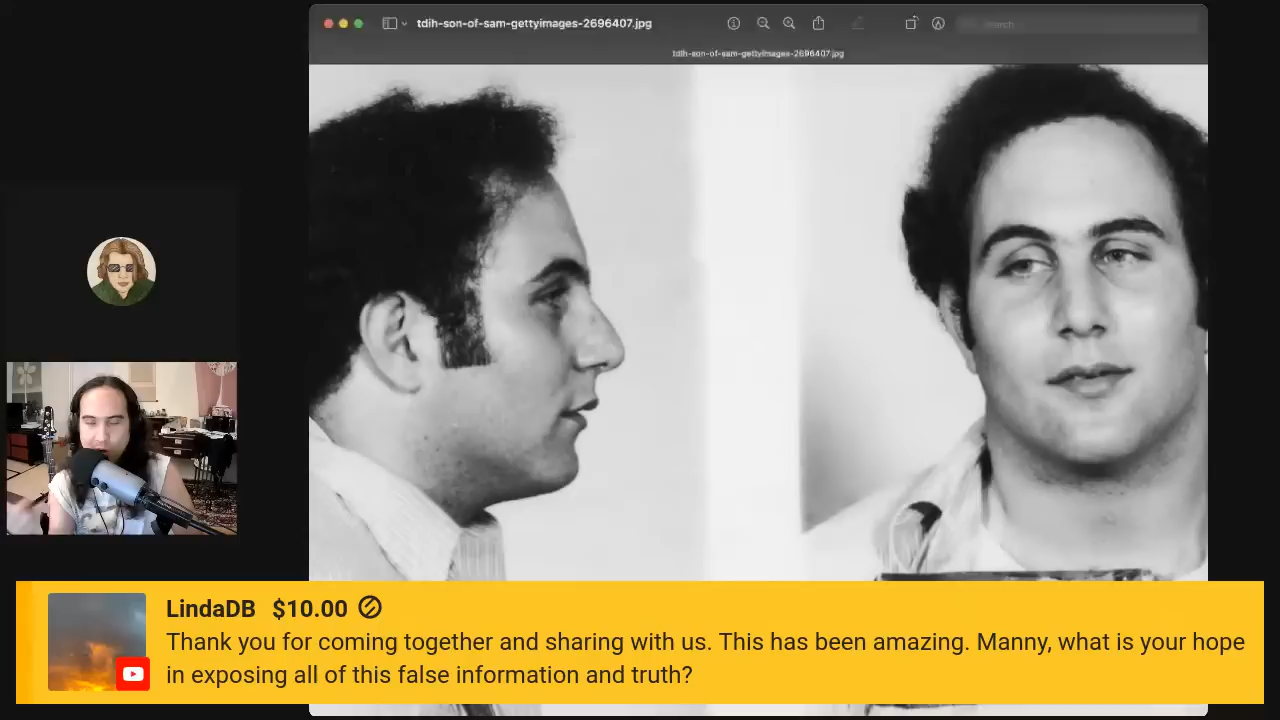 tdih-son-of-sam-gettyimages-2696407.jpg
Search
tdih-son-of-sam-gettyimages-2696407.jpg
LindaDB $10.00
Thank you for coming together and sharing with us. This has been amazing. Manny, what is your hope
in exposing all of this false information and truth?